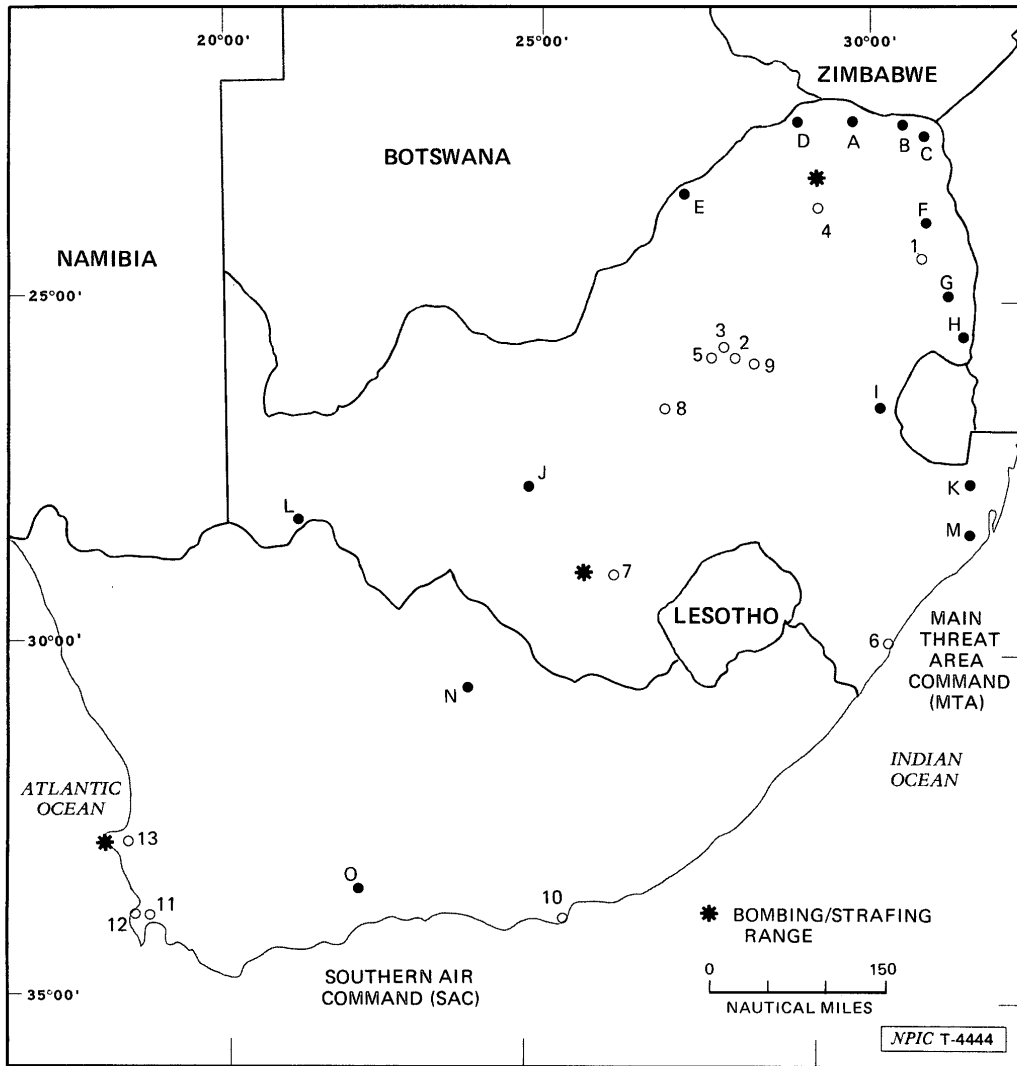 20°00'
25°00'
30°00'
ZIMBABWE
BOTSWANA
D
A
B
C
E
4
F
1
NAMIBIA
25°00'
G
H
3
5
2
9
I
8
J
K
L
M
7
LESOTHO
30°00'
6
MAIN
THREAT
AREA
COMMAND
(MTA)
N
INDIAN
OCEAN
ATLANTIC
OCEAN
13
O
10
12
11
BOMBING/STRAFING
RANGE
0 150
NAUTICAL MILES
SOUTHERN AIR
COMMAND (SAC)
35°00'
NPIC T-4444